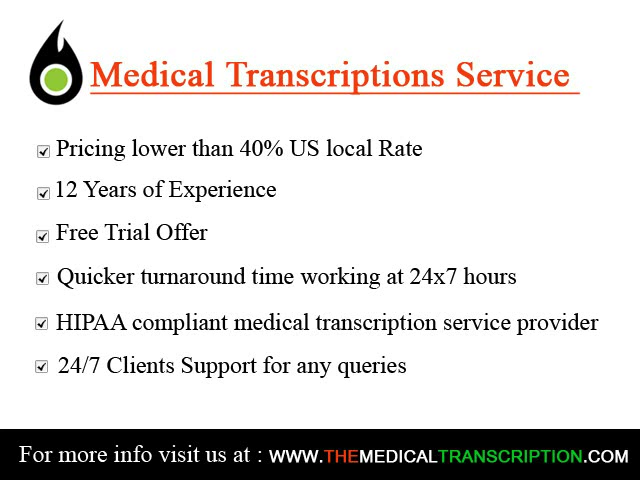 Medical Transcriptions Service
Pricing lower than 40% US local Rate
12 Years of Experience
Free Trial Offer
Quicker turnaround time working at 24x7 hours
HIPAA compliant medical transcription service provider
24/7 Clients Support for any queries
For more info visit us at : WWW.THEMEDICALTRANSCRIPTION.COM